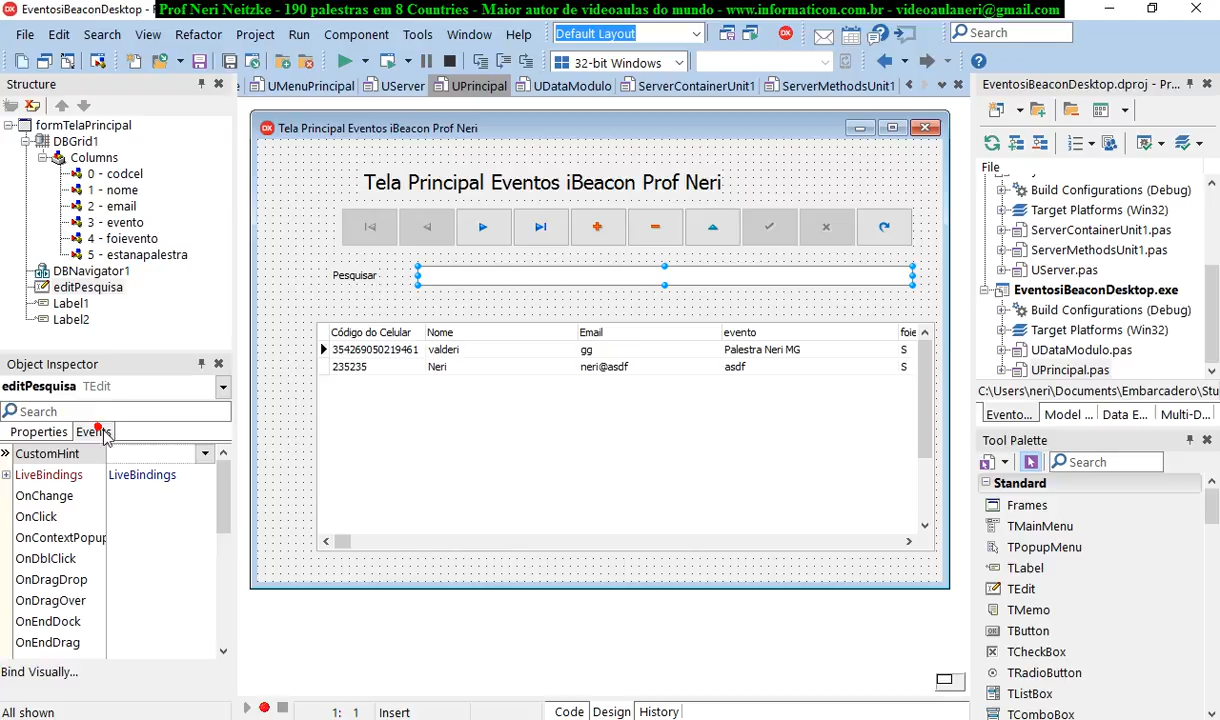 EventosiBeaconDesktop - P
Prof Neri Neitzke - 190 palestras em 8 Countries - Maior autor de videoaulas do mundo - www.informaticon.com.br - videoaulaneri@gmail.com
File Edit Search View Refactor Project Run Component Tools Window Help
Default Layout
Search
32-bit Windows
Structure
UMenuPrincipal UServer UPrincipal UDataModulo ServerContainerUnit1 ServerMethodsUnit1
EventosiBeaconDesktop.dproj - Pr...
formTelaPrincipal
DBGrid1
Columns
0 - codcel
1 - nome
2 - email
3 - evento
4 - foievento
5 - estanapalestra
DBNavigator1
editPesquisa
Label1
Label2
Tela Principal Eventos iBeacon Prof Neri
Tela Principal Eventos iBeacon Prof Neri
Pesquisar
Código do Celular Nome Email evento foie
354269050219461 valderi gg Palestra Neri MG S
235235 Neri neri@asdf asdf S
Object Inspector
editPesquisa TEdit
Search
Properties Events
CustomHint
LiveBindings LiveBindings
OnChange
OnClick
OnContextPopup
OnDblClick
OnDragDrop
OnDragOver
OnEndDock
OnEndDrag
Bind Visually...
All shown
1: 1 Insert
Code Design History
File
Build Configurations (Debug)
Target Platforms (Win32)
ServerContainerUnit1.pas
ServerMethodsUnit1.pas
UServer.pas
EventosiBeaconDesktop.exe
Build Configurations (Debug)
Target Platforms (Win32)
UDataModulo.pas
UPrincipal.pas
C:\Users\neri\Documents\Embarcadero\Stu
Evento... Model ... Data E... Multi-D...
Tool Palette
Search
Standard
Frames
TMainMenu
TPopupMenu
TLabel
TEdit
TMemo
TButton
TCheckBox
TRadioButton
TListBox
TComboBox